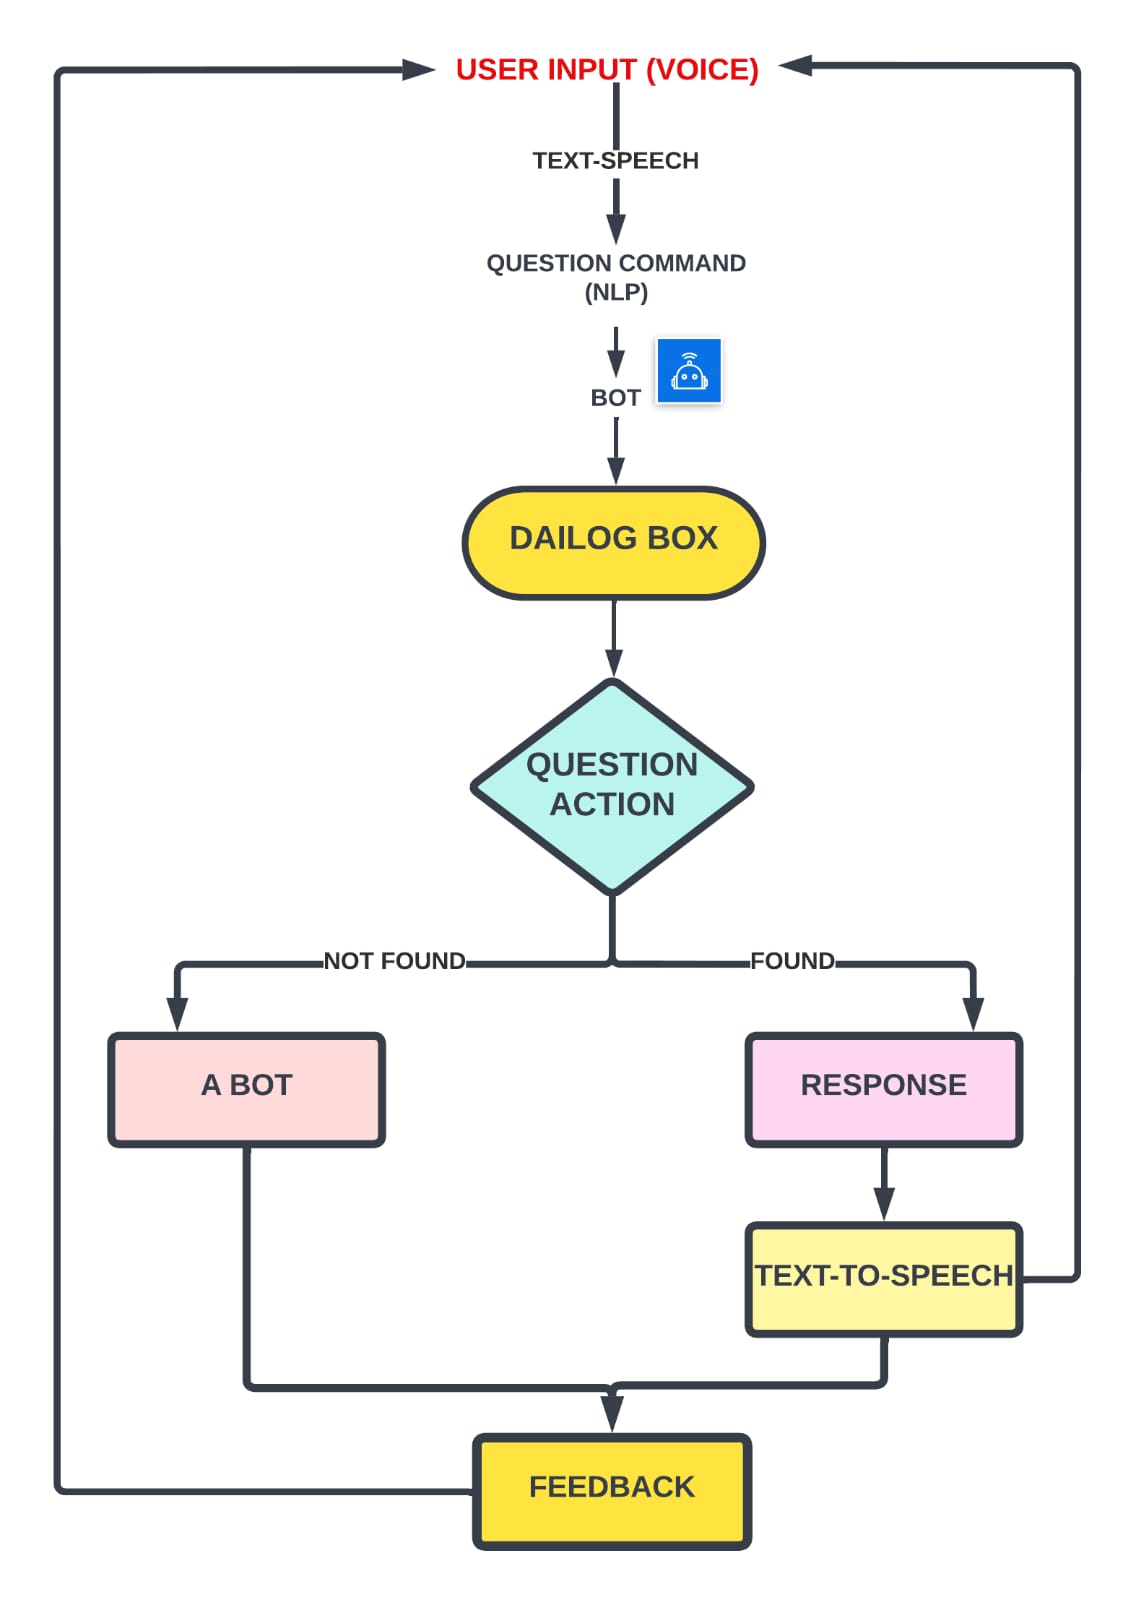 USER INPUT (VOICE)
TEXT-SPEECH
QUESTION COMMAND
(NLP)
BOT
DAILOG BOX
QUESTION
ACTION
NOT FOUND
FOUND
A BOT
RESPONSE
TEXT-TO-SPEECH
FEEDBACK